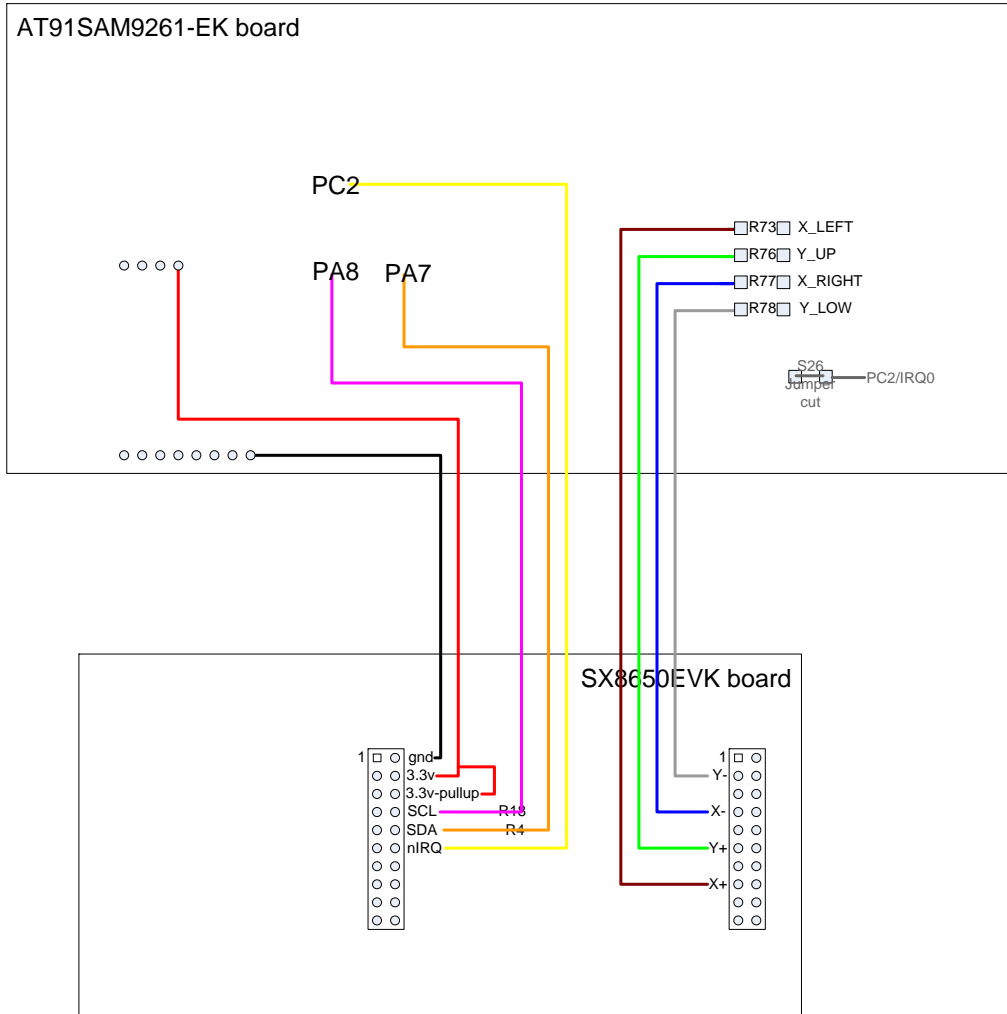 AT91SAM9261-EK board
PC2
PA8
PA7
R73 X_LEFT
R76 Y_UP
R77 X_RIGHT
R78 Y_LOW
S26
Jumper
cut
PC2/IRQ0
SX8650EVK board
1
gnd
3.3v
3.3v-pullup
SCL
R18
SDA
R4
nIRQ
1
Y-
X-
Y+
X+